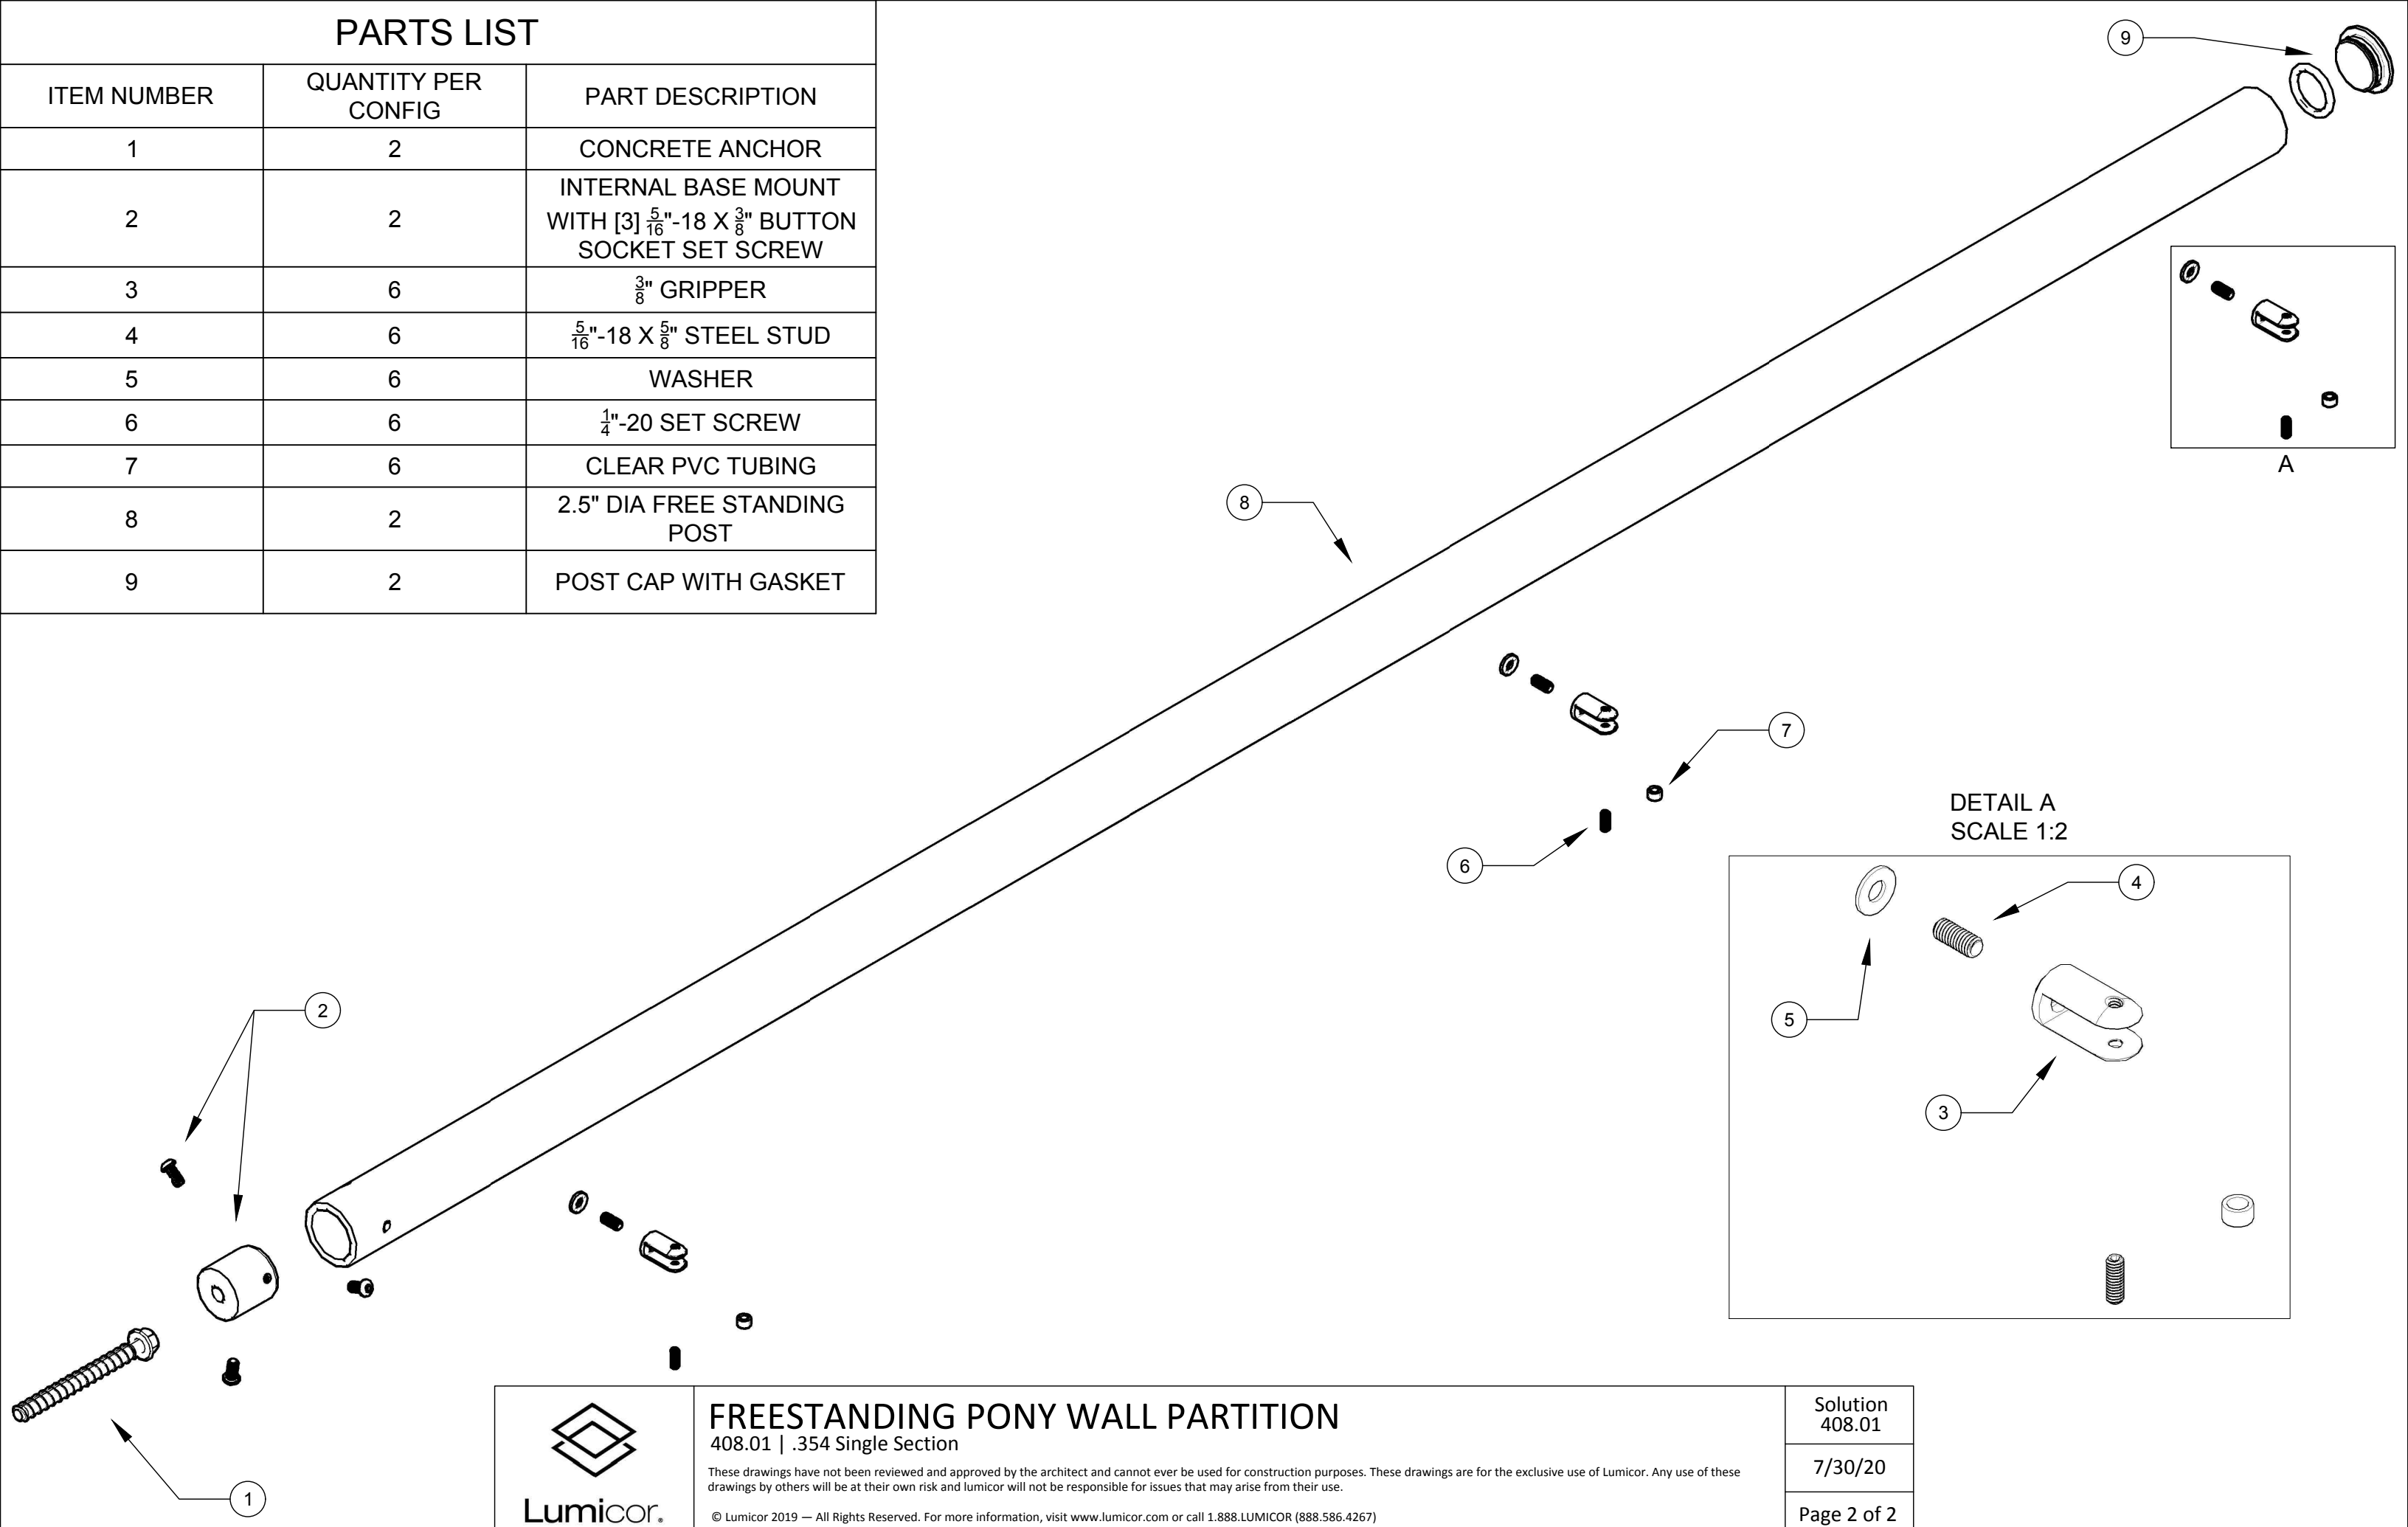 PARTS LIST
ITEM NUMBER
QUANTITY PER
CONFIG
PART DESCRIPTION
1
2
CONCRETE ANCHOR
2
2
INTERNAL BASE MOUNT
WITH [3] 5/16"-18 X 3/8" BUTTON
SOCKET SET SCREW
3
6
3/8" GRIPPER
4
6
5/16"-18 X 5/8" STEEL STUD
5
6
WASHER
6
6
1/4"-20 SET SCREW
7
6
CLEAR PVC TUBING
8
2
2.5" DIA FREE STANDING
POST
9
2
POST CAP WITH GASKET
9
A
8
7
6
DETAIL A
SCALE 1:2
4
5
3
2
1
Lumicor®
FREESTANDING PONY WALL PARTITION
408.01 | .354 Single Section
These drawings have not been reviewed and approved by the architect and cannot ever be used for construction purposes. These drawings are for the exclusive use of Lumicor. Any use of these
drawings by others will be at their own risk and lumicor will not be responsible for issues that may arise from their use.
© Lumicor 2019 — All Rights Reserved. For more information, visit www.lumicor.com or call 1.888.LUMICOR (888.586.4267)
Solution
408.01
7/30/20
Page 2 of 2